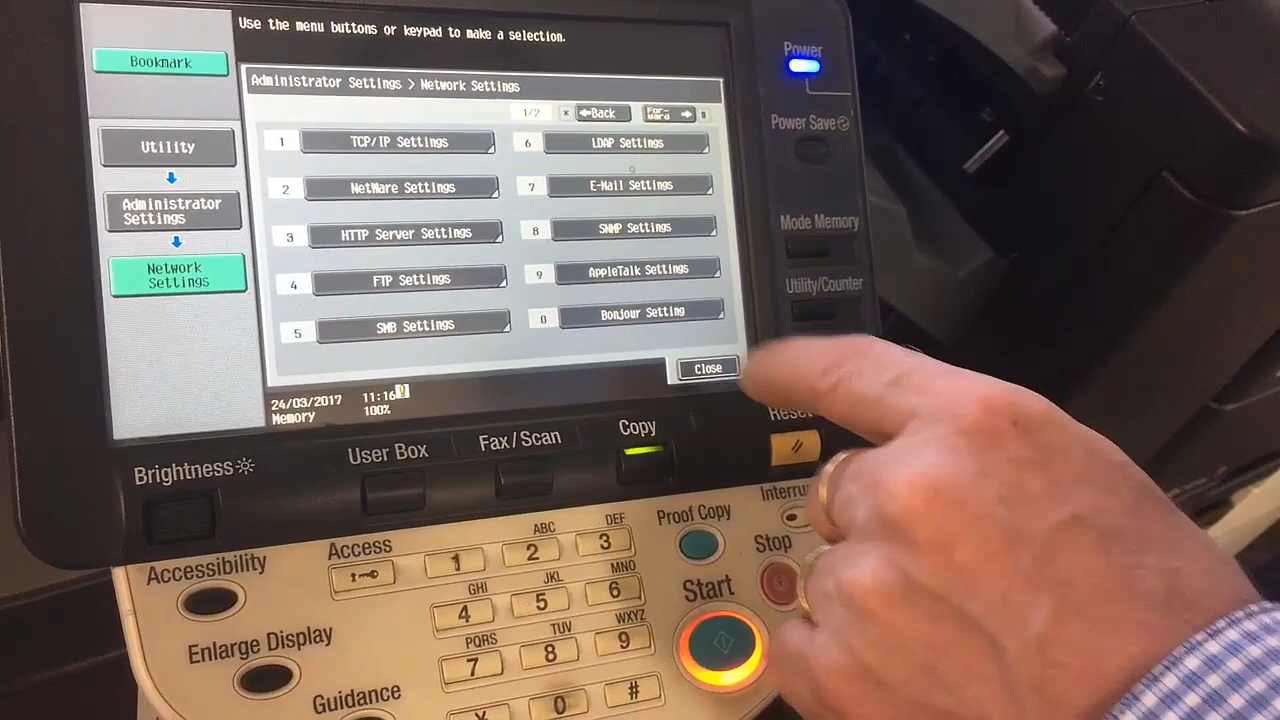 Use the menu buttons or keypad to make a selection.
Bookmark
Administrator Settings > Network Settings
1/2 * Back For-ward #
Utility
Administrator
Settings
Network
Settings
1 TCP/IP Settings
2 NetWare Settings
3 HTTP Server Settings
4 FTP Settings
5 SMB Settings
6 LDAP Settings
7 E-Mail Settings
8 SNMP Settings
9 AppleTalk Settings
0 Bonjour Setting
Close
24/03/2017 11:16
Memory 100%
Power
Power Save
Mode Memory
Utility/Counter
Reset
Brightness
User Box
Fax/Scan
Copy
Accessibility
Enlarge Display
Guidance
Access
1
ABC
2
DEF
3
GHI
4
JKL
5
MNO
6
PQRS
7
TUV
8
WXYZ
9
0
#
Proof Copy
Stop
Start